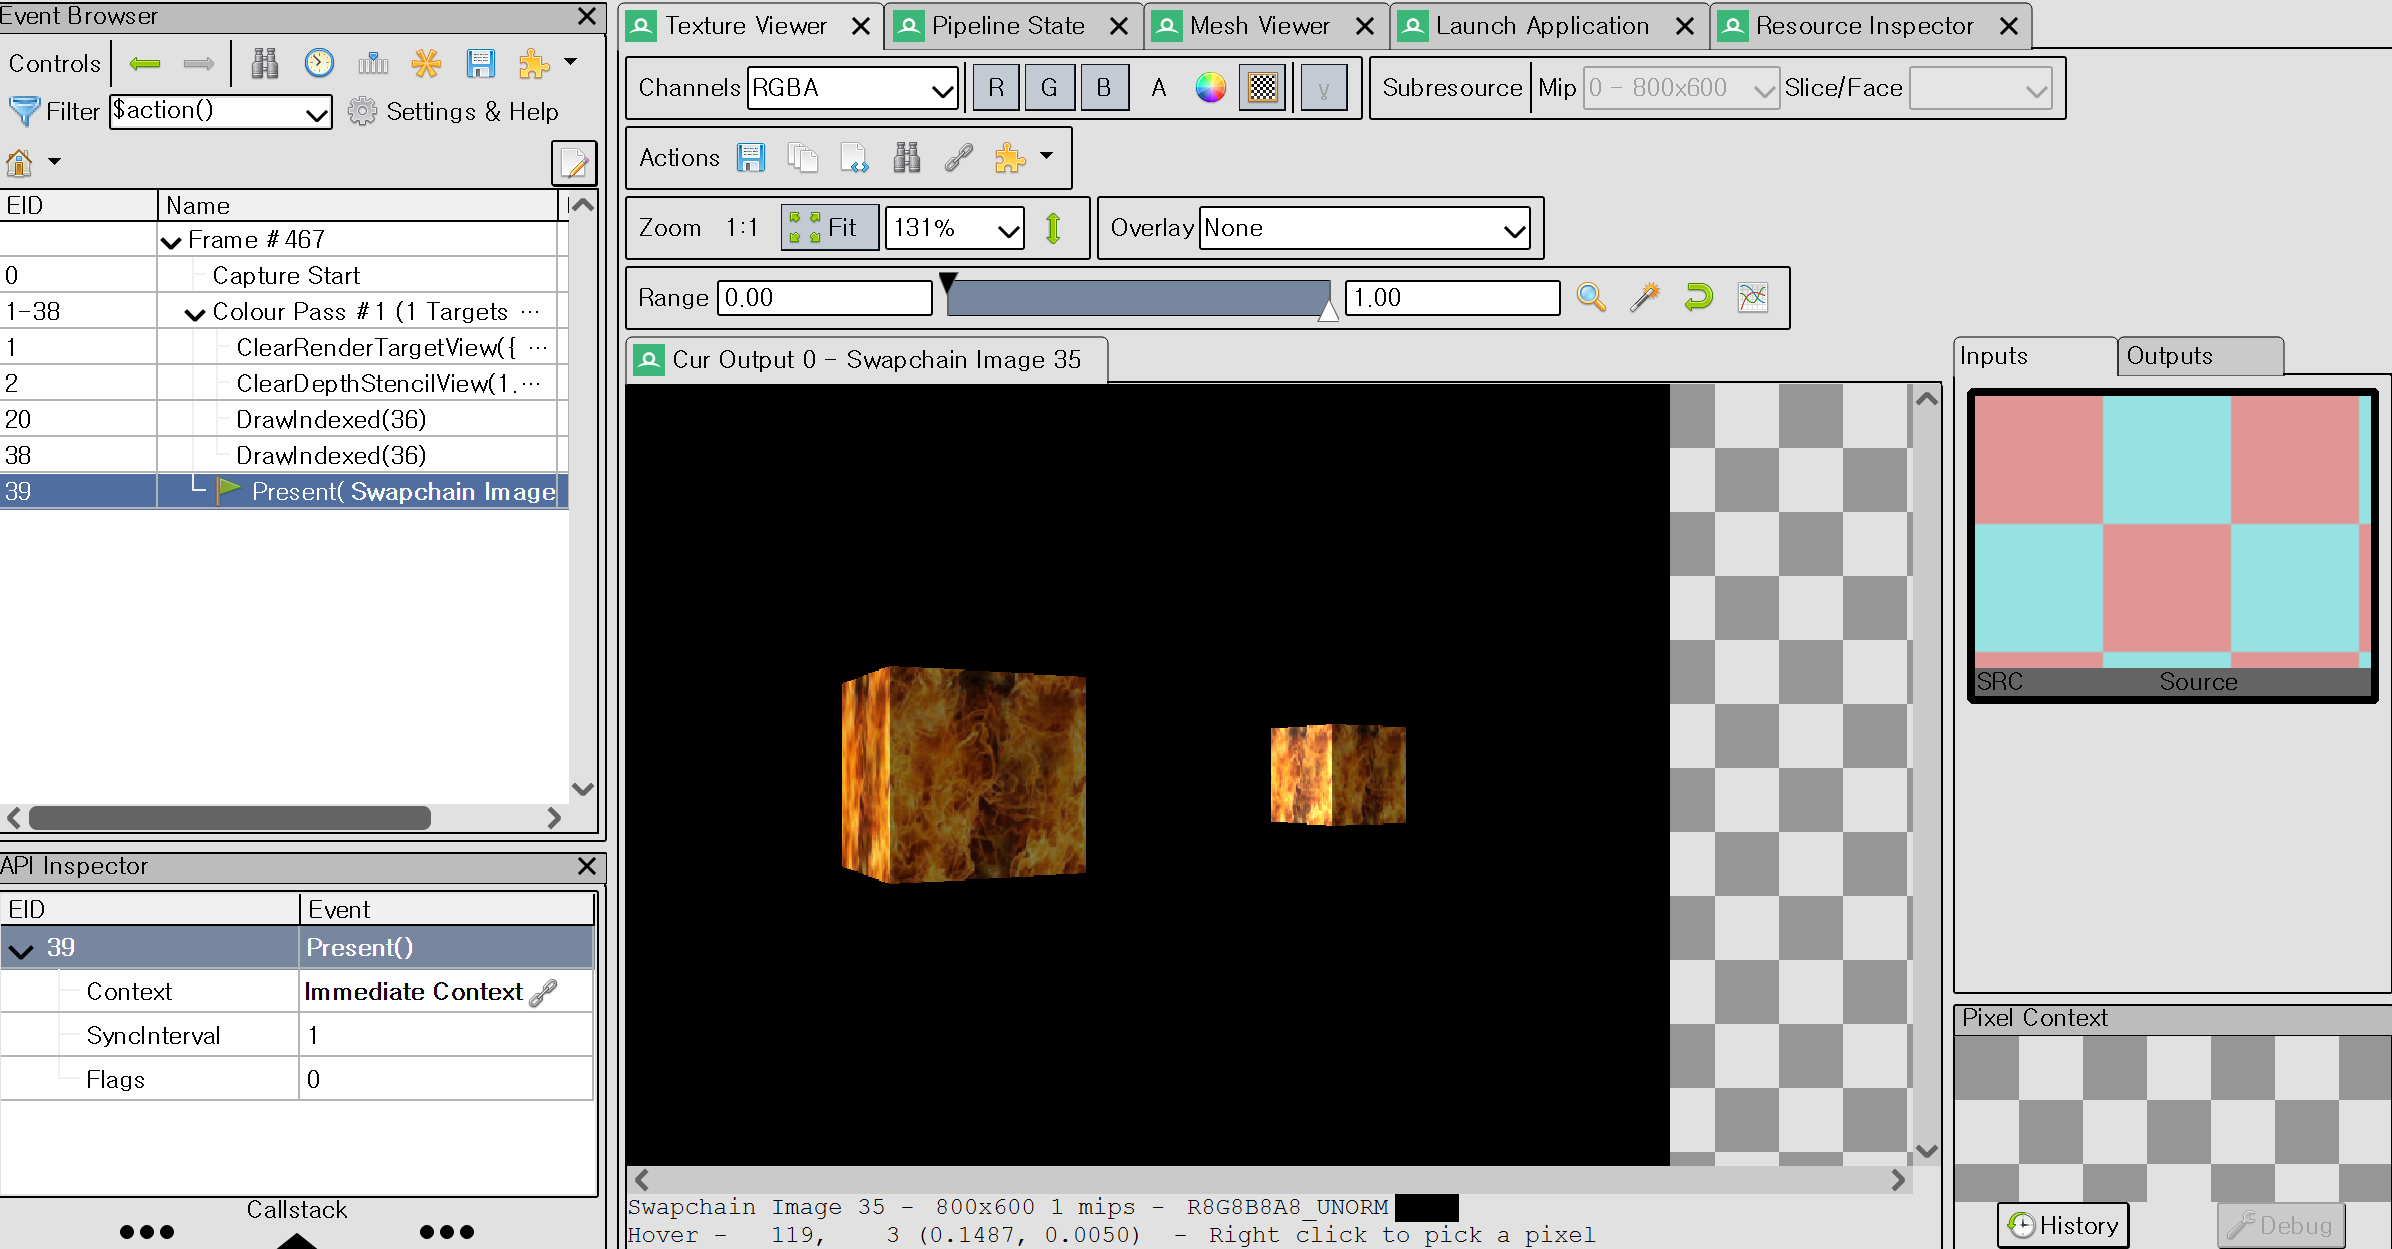 Event Browser
Controls
Filter $action() Settings & Help
EID Name
Frame #467
0 Capture Start
1-38 Colour Pass #1 (1 Targets ...
1 ClearRenderTargetView({ ...
2 ClearDepthStencilView(1. ...
20 DrawIndexed(36)
38 DrawIndexed(36)
39 Present( Swapchain Image
API Inspector
EID Event
39 Present()
Context Immediate Context
SyncInterval 1
Flags 0
Callstack
Texture Viewer Pipeline State Mesh Viewer Launch Application Resource Inspector
Channels RGBA R G B A γ Subresource Mip 0 - 800x600 Slice/Face
Actions
Zoom 1:1 Fit 131% Overlay None
Range 0.00 1.00
Cur Output 0 - Swapchain Image 35
Swapchain Image 35 - 800x600 1 mips - R8G8B8A8_UNORM
Hover - 119, 3 (0.1487, 0.0050) - Right click to pick a pixel
Inputs Outputs
SRC Source
Pixel Context
History Debug